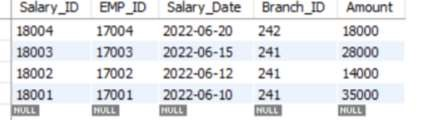 Salary_ID EMP_ID Salary_Date Branch_ID Amount
18004 17004 2022-06-20 242 18000
18003 17003 2022-06-15 241 28000
18002 17002 2022-06-12 241 14000
18001 17001 2022-06-10 241 35000
NULL NULL NULL NULL NULL